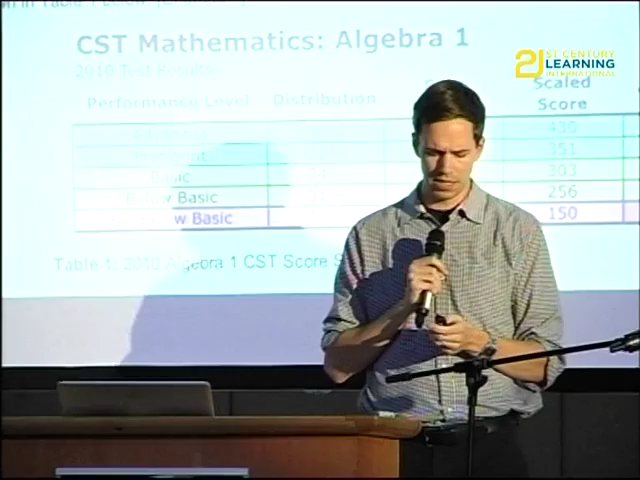 CST Mathematics: Algebra 1
2010 Test Results
21ST CENTURY
LEARNING
INTERNATIONAL
Performance Level Distribution Scaled
Score
Advanced 430
351
Basic 303
Below Basic 256
w Basic 150
Table 1: 2010 Algebra 1 CST Score S